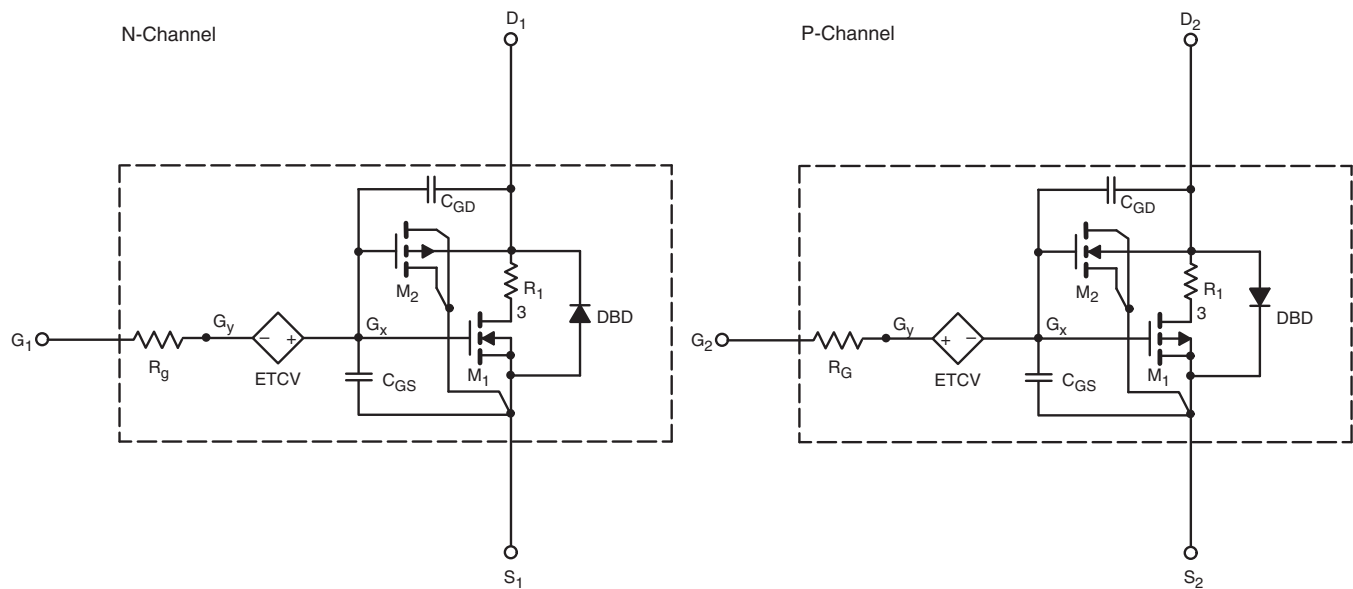 N-Channel
D1
CGD
M2
R1
3
DBD
G1
Rg
Gy
− +
ETCV
Gx
M1
CGS
S1
P-Channel
D2
CGD
M2
R1
3
DBD
G2
RG
Gy
+ −
ETCV
Gx
M1
CGS
S2